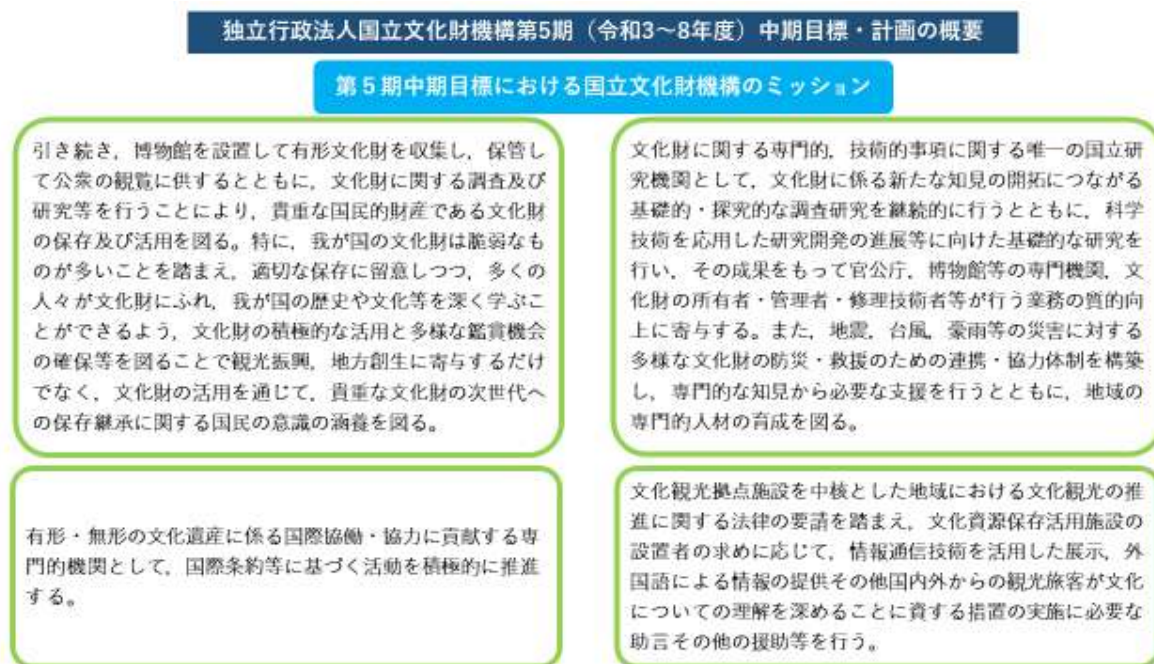 独立行政法人国立文化財機構第5期（令和3～8年度）中期目標・計画の概要
第５期中期目標における国立文化財機構のミッション
引き続き，博物館を設置して有形文化財を収集し，保管し
て公衆の観覧に供するとともに，文化財に関する調査及び
研究等を行うことにより，貴重な国民的財産である文化財
の保存及び活用を図る。特に，我が国の文化財は脆弱なも
のが多いことを踏まえ，適切な保存に留意しつつ，多くの
人々が文化財にふれ，我が国の歴史や文化等を深く学ぶこ
とができるよう，文化財の積極的な活用と多様な鑑賞機会
の確保等を図ることで観光振興，地方創生に寄与するだけ
でなく，文化財の活用を通じて，貴重な文化財の次世代へ
の保存継承に関する国民の意識の涵養を図る。
文化財に関する専門的，技術的事項に関する唯一の国立研
究機関として，文化財に係る新たな知見の開拓につながる
基礎的・探究的な調査研究を継続的に行うとともに，科学
技術を応用した研究開発の進展等に向けた基礎的な研究を
行い，その成果をもって官公庁，博物館等の専門機関，文
化財の所有者・管理者・修理技術者等が行う業務の質的向
上に寄与する。また，地震，台風，豪雨等の災害に対する
多様な文化財の防災・救援のための連携・協力体制を構築
し，専門的な知見から必要な支援を行うとともに，地域の
専門的人材の育成を図る。
有形・無形の文化遺産に係る国際協働・協力に貢献する専
門的機関として，国際条約等に基づく活動を積極的に推進
する。
文化観光拠点施設を中核とした地域における文化観光の推
進に関する法律の要請を踏まえ，文化資源保存活用施設の
設置者の求めに応じて，情報通信技術を活用した展示，外
国語による情報の提供その他国内外からの観光旅客が文化
についての理解を深めることに資する措置の実施に必要な
助言その他の援助等を行う。